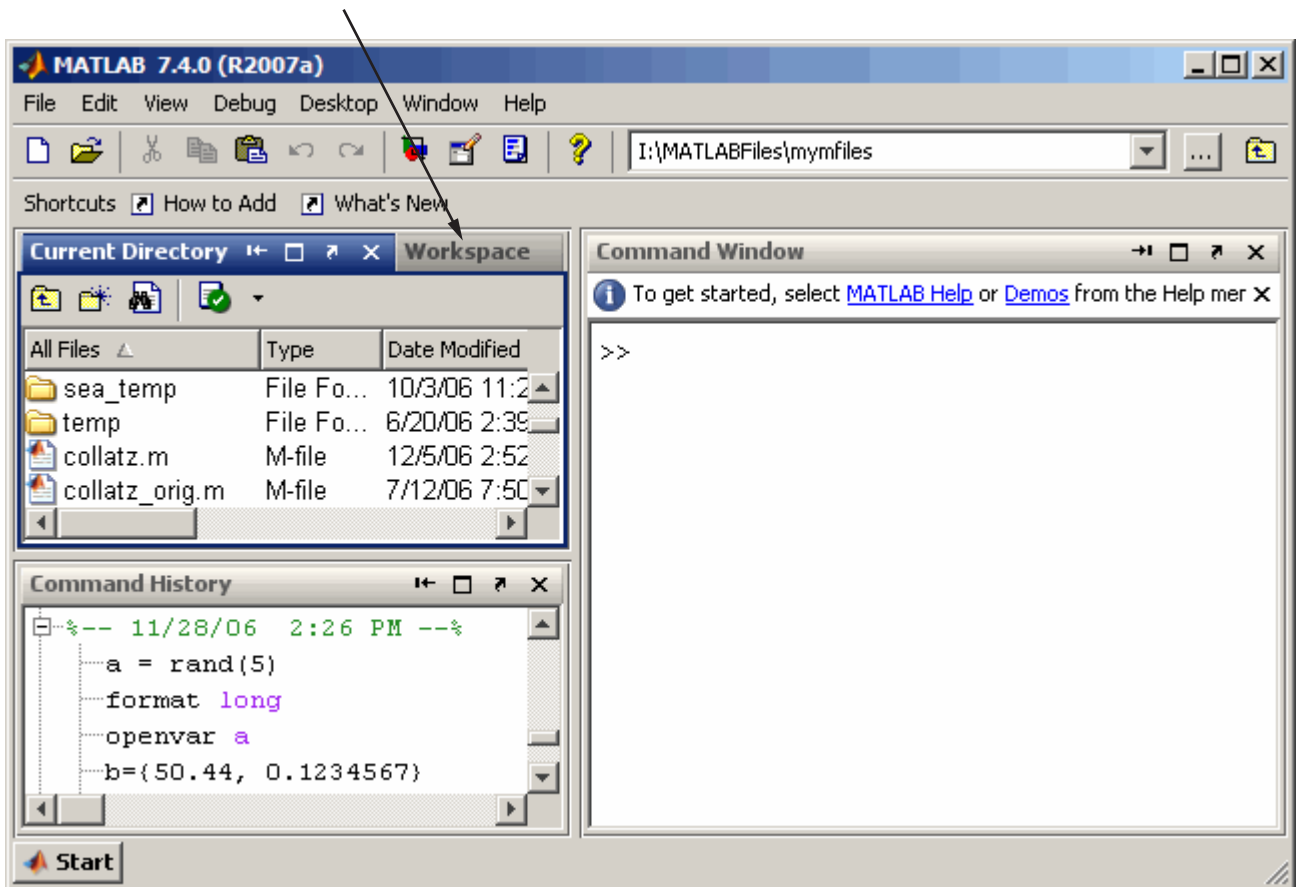 MATLAB 7.4.0 (R2007a)
File Edit View Debug Desktop Window Help
I:\MATLABFiles\mymfiles ...
Shortcuts How to Add What's New
Current Directory Workspace
All Files Type Date Modified
sea_temp File Fo... 10/3/06 11:2
temp File Fo... 6/20/06 2:39
collatz.m M-file 12/5/06 2:52
collatz_orig.m M-file 7/12/06 7:50
Command History
%-- 11/28/06 2:26 PM --%
a = rand(5)
format long
openvar a
b={50.44, 0.1234567}
Command Window
To get started, select MATLAB Help or Demos from the Help mer
>>
Start